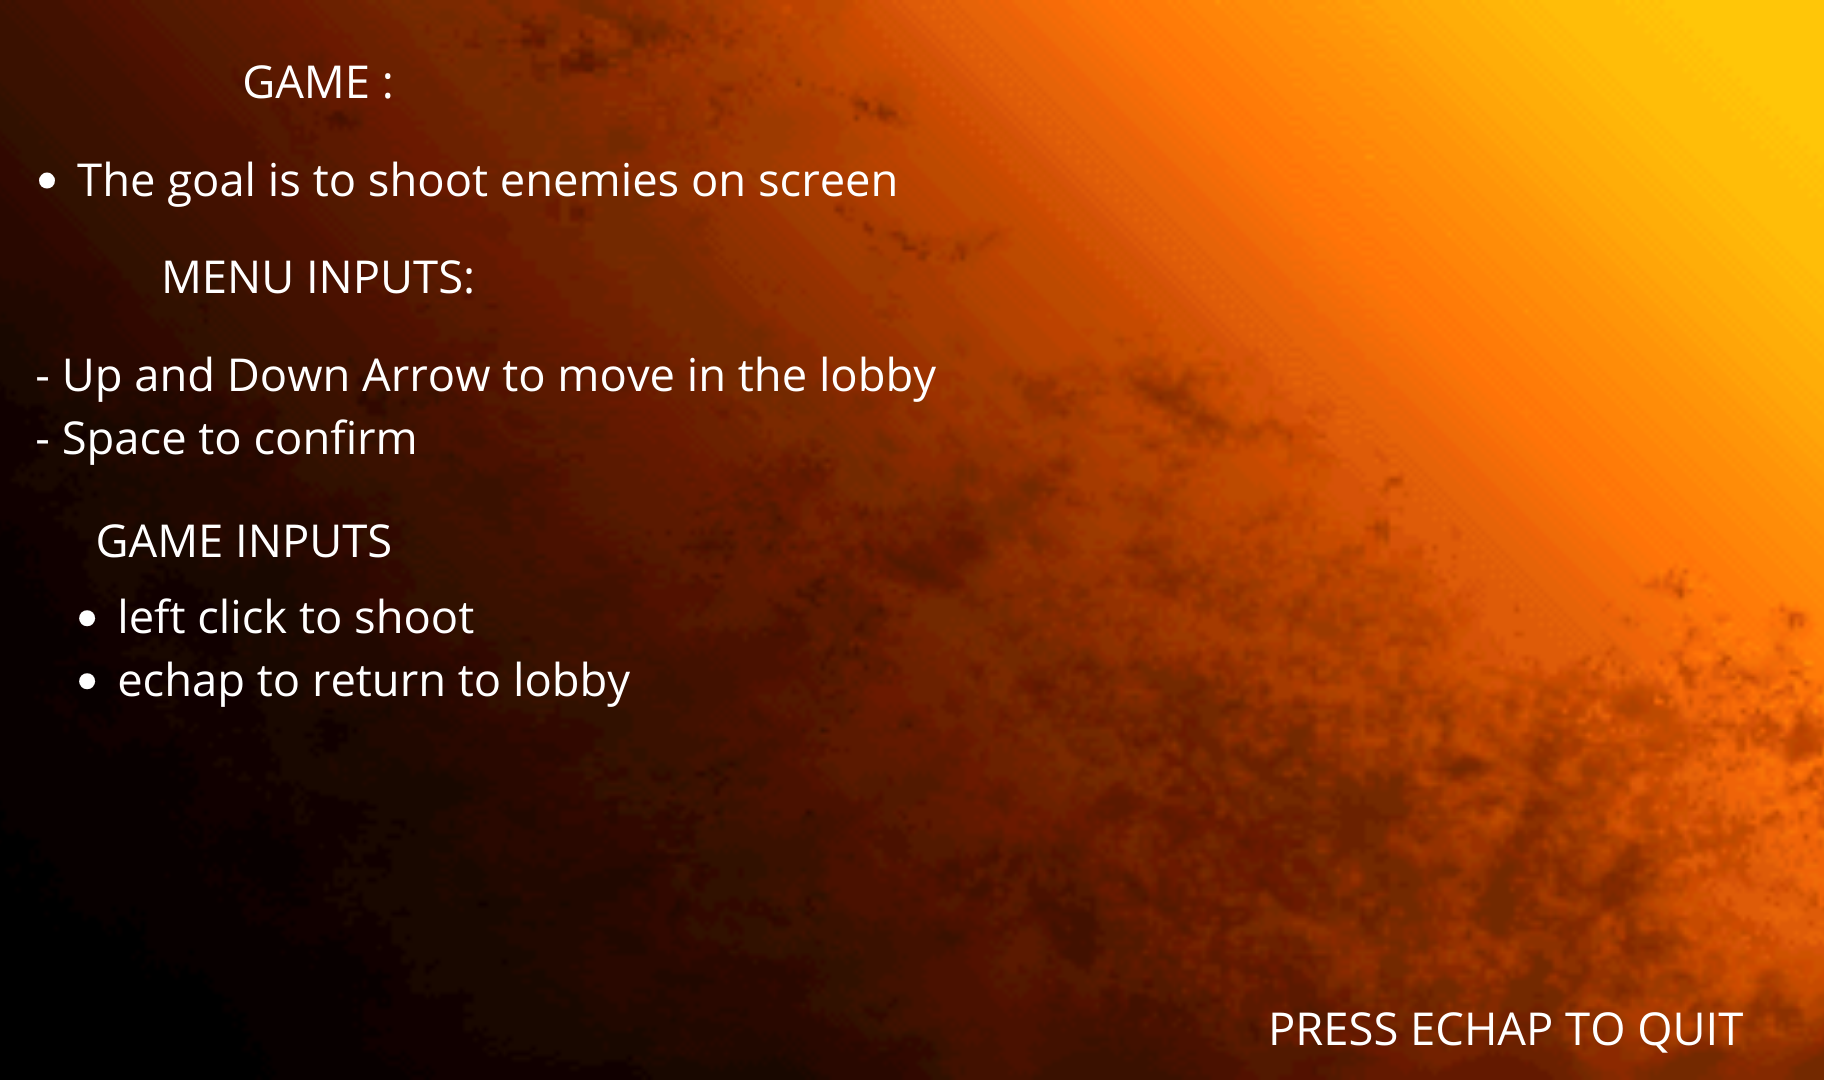 GAME :
• The goal is to shoot enemies on screen
MENU INPUTS:
- Up and Down Arrow to move in the lobby
- Space to confirm
GAME INPUTS
• left click to shoot
• echap to return to lobby
PRESS ECHAP TO QUIT